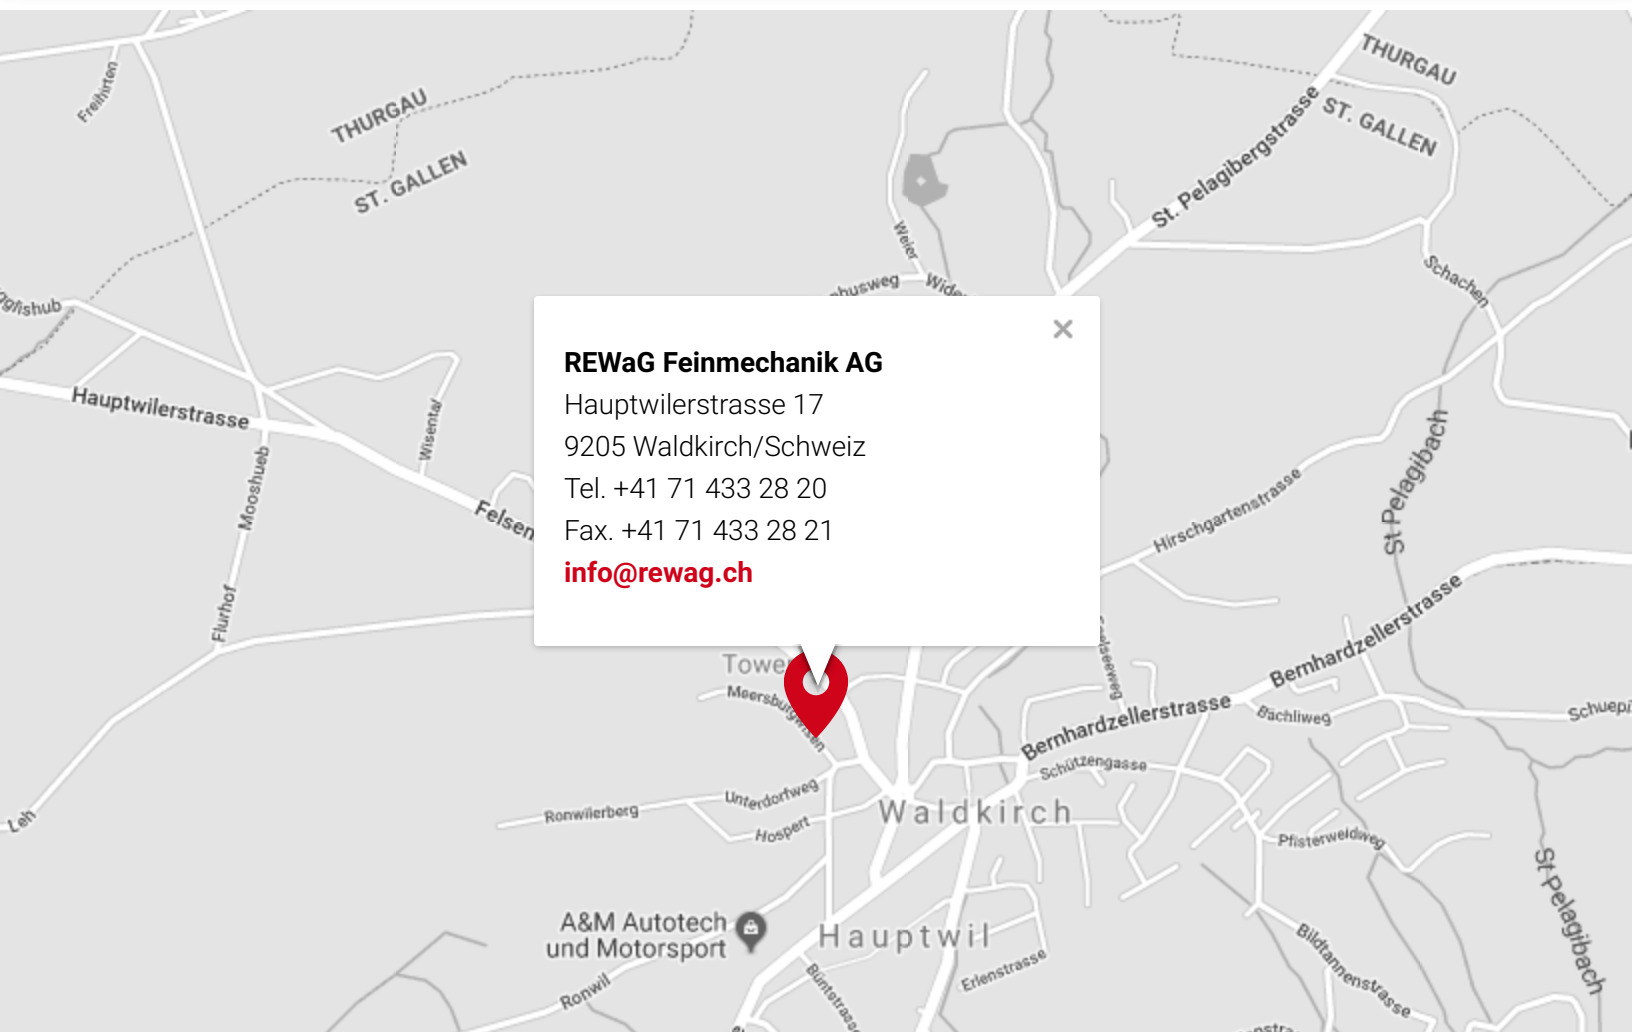 THURGAU
THURGAU
ST. GALLEN
ST. GALLEN
Freihirten
St. Pelagibergstrasse
Weier
Schachen
Hauptwilerstrasse
Wisental
Mooshueb
Flurhof
REWaG Feinmechanik AG
Hauptwilerstrasse 17
9205 Waldkirch/Schweiz
Tel. +41 71 433 28 20
Fax. +41 71 433 28 21
info@rewag.ch
St Pelagibach
Hirschgartenstrasse
Bernhardzellerstrasse
Bernhardzellerstrasse
Meersburgwisen
Bächliweg
Schützengasse
Leh
Ronwilerberg
Unterdorfweg
Hospert
Waldkirch
Pfisterweidweg
St Pelagibach
A&M Autotech
und Motorsport
Hauptwil
Ronwil
Erlenstrasse
Bildtannenstrasse